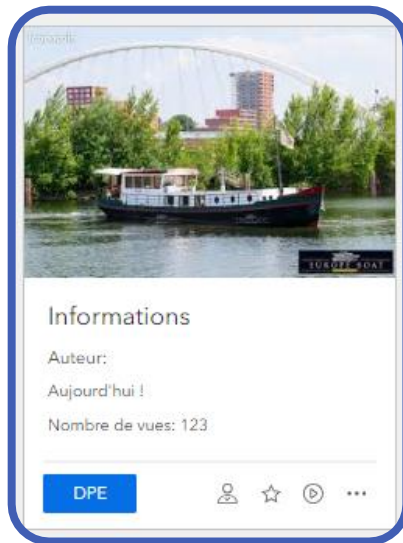 EUROPE BOAT
Informations
Auteur:
Aujourd'hui !
Nombre de vues: 123
DPE